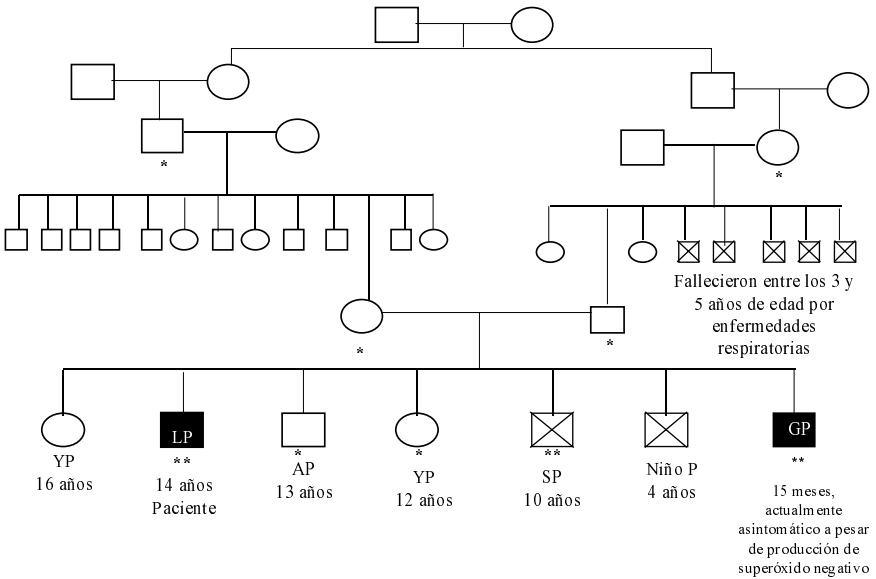 *
*
Fallecieron entre los 3 y
5 años de edad por
enfermedades
respiratorias
*
*
LP
GP
**
*
*
**
**
YP
16 años
14 años
Paciente
AP
13 años
YP
12 años
SP
10 años
Niño P
4 años
15 meses,
actualmente
asintomático a pesar
de producción de
superóxido negativo